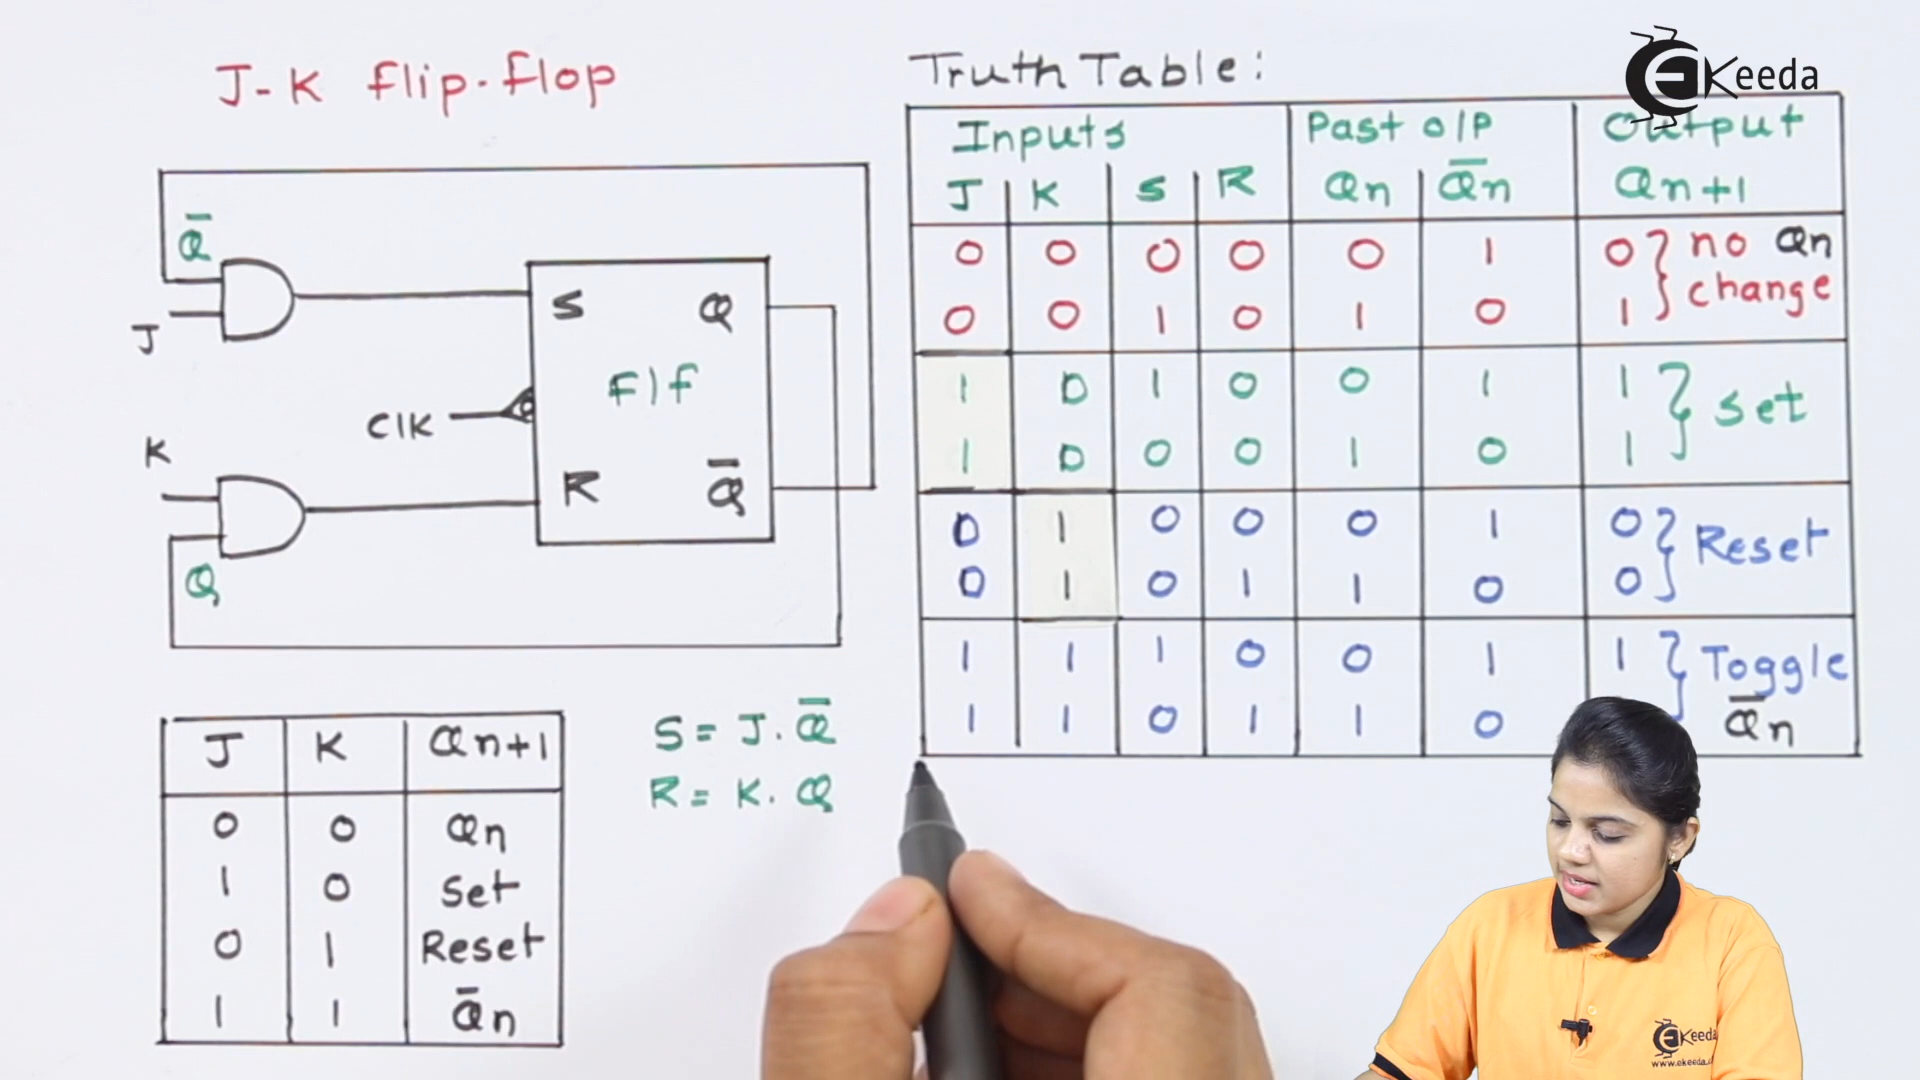 J-K flip-flop
Q̅
J
S Q
F/f
Clk
K
R Q̅
Q
J K Qn+1
0 0 Qn
1 0 Set
0 1 Reset
1 1 Q̅n
S = J . Q̅
R = K . Q
Truth Table :
Inputs Past O/P Output
J K S R Qn Q̅n Qn+1
0 0 0 0 0 1 0 no Qn
0 0 1 0 1 0 1 change
1 0 1 0 0 1 1
1 0 0 0 1 0 1 Set
0 1 0 0 0 1 0
0 1 0 1 1 0 0 Reset
1 1 1 0 0 1 1 Toggle
1 1 0 1 1 0 Q̅n
eKeeda
eKeeda